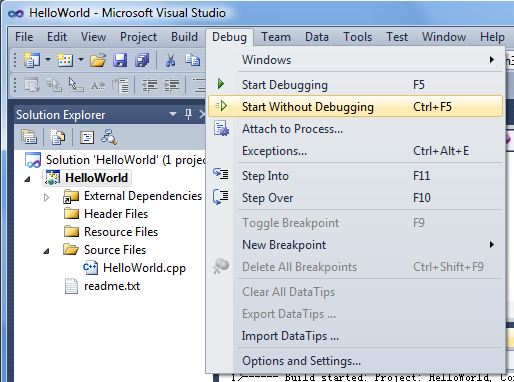 HelloWorld - Microsoft Visual Studio
File Edit View Project Build Debug Team Data Tools Test Window Help
Solution Explorer
Solution 'HelloWorld' (1 projec
HelloWorld
External Dependencies
Header Files
Resource Files
Source Files
HelloWorld.cpp
readme.txt
Windows
Start Debugging F5
Start Without Debugging Ctrl+F5
Attach to Process...
Exceptions... Ctrl+Alt+E
Step Into F11
Step Over F10
Toggle Breakpoint F9
New Breakpoint
Delete All Breakpoints Ctrl+Shift+F9
Clear All DataTips
Export DataTips ...
Import DataTips ...
Options and Settings...
1>------ Build started: Project: HelloWorld, Co